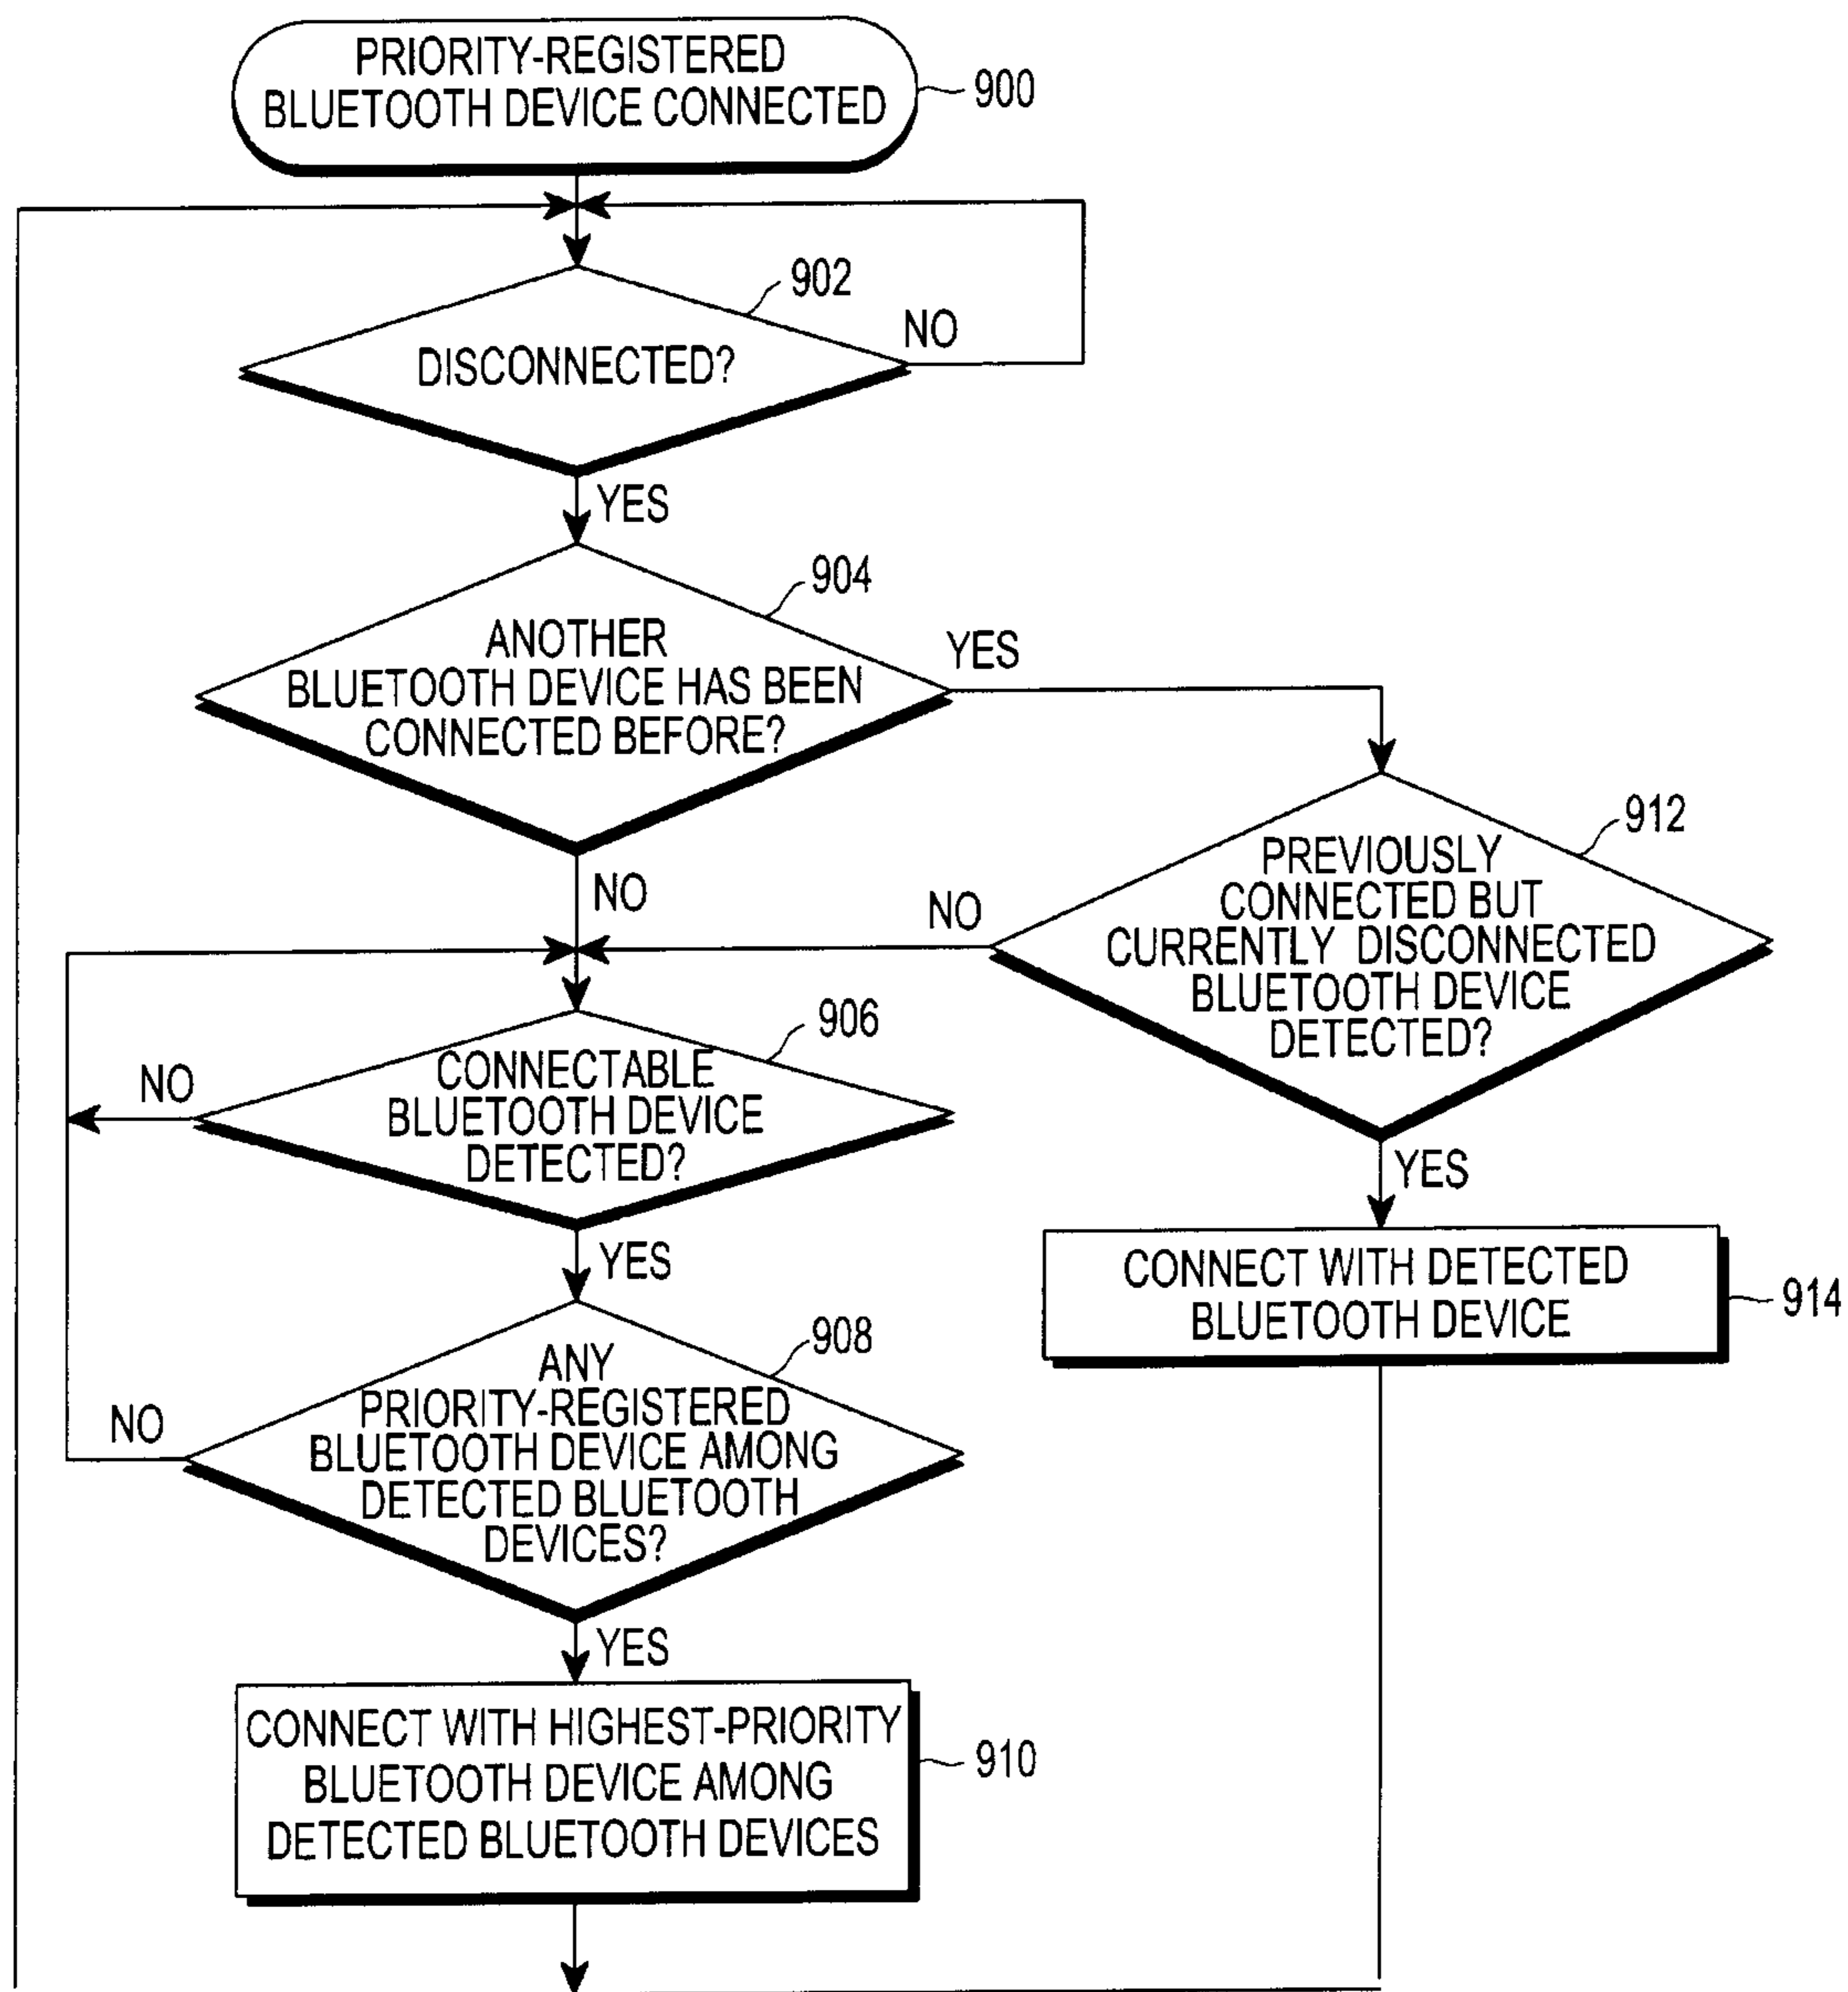 PRIORITY-REGISTERED
BLUETOOTH DEVICE CONNECTED
900
902
DISCONNECTED?
NO
YES
904
ANOTHER
BLUETOOTH DEVICE HAS BEEN
CONNECTED BEFORE?
YES
NO
912
PREVIOUSLY
CONNECTED BUT
CURRENTLY DISCONNECTED
BLUETOOTH DEVICE
DETECTED?
NO
YES
906
CONNECTABLE
BLUETOOTH DEVICE
DETECTED?
NO
YES
CONNECT WITH DETECTED
BLUETOOTH DEVICE
914
908
ANY
PRIORITY-REGISTERED
BLUETOOTH DEVICE AMONG
DETECTED BLUETOOTH
DEVICES?
NO
YES
CONNECT WITH HIGHEST-PRIORITY
BLUETOOTH DEVICE AMONG
DETECTED BLUETOOTH DEVICES
910